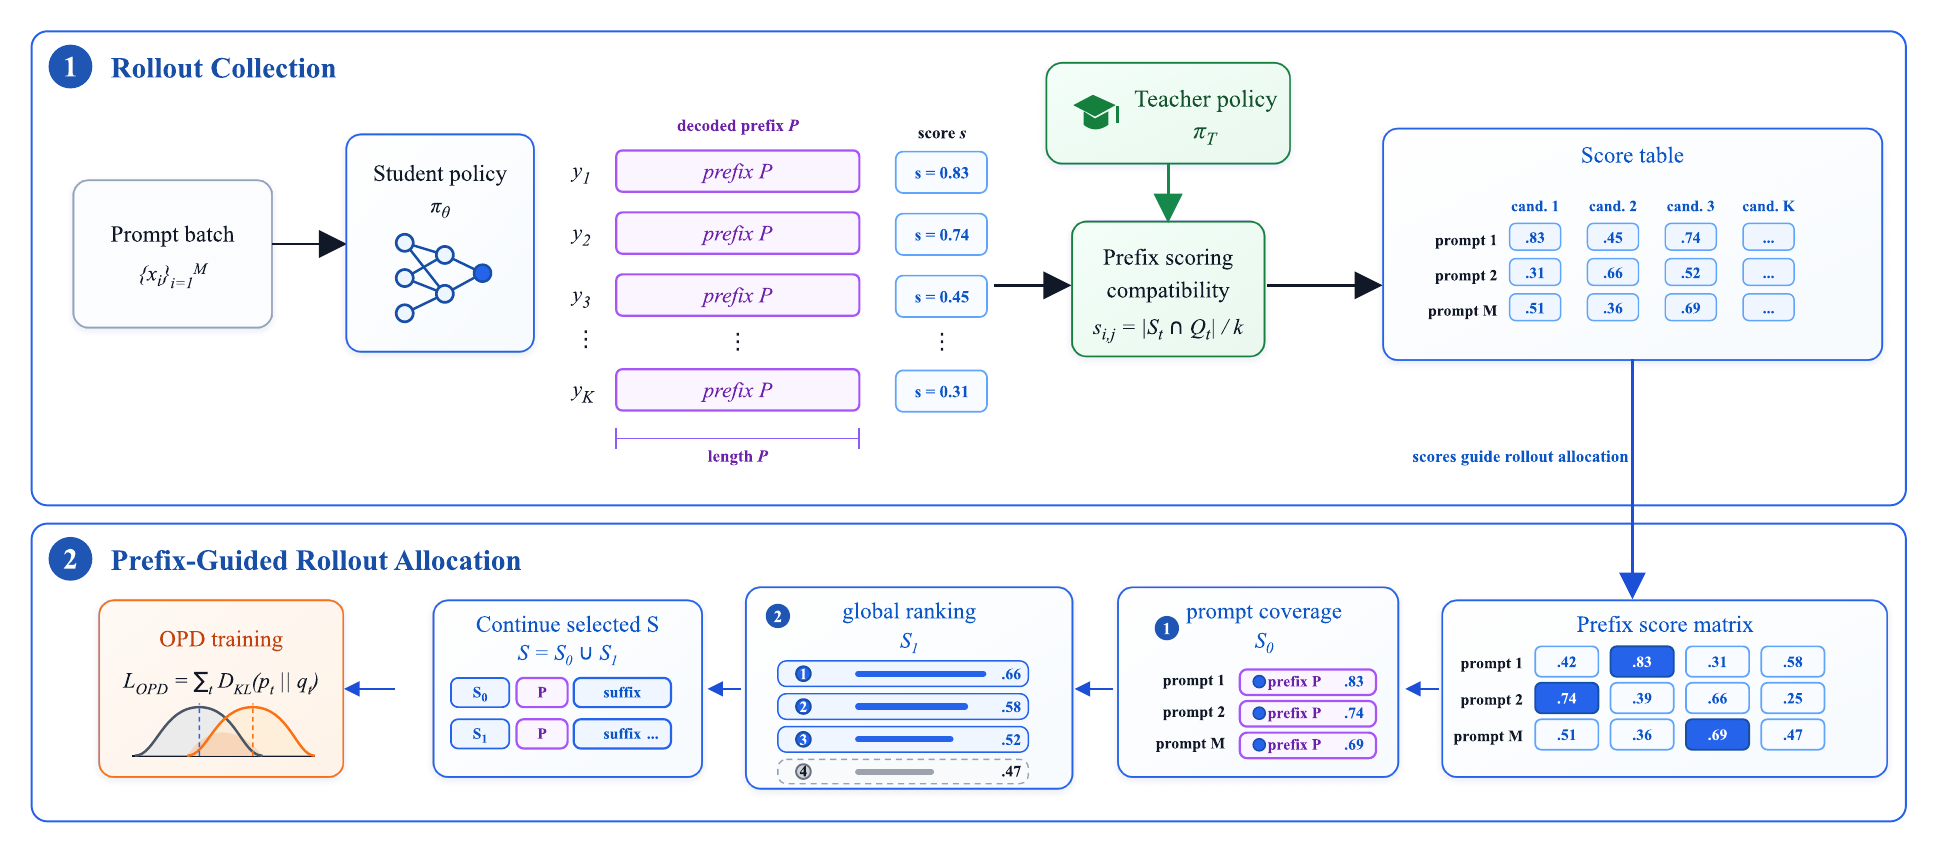 1 Rollout Collection
Prompt batch
{x_i}_{i=1}^M
Student policy
π_θ
decoded prefix P
score s
y_1 prefix P s = 0.83
y_2 prefix P s = 0.74
y_3 prefix P s = 0.45
⋮ ⋮ ⋮
y_K prefix P s = 0.31
length P
Teacher policy
π_T
Prefix scoring
compatibility
s_{i,j} = |S_t ∩ Q_t| / k
Score table
cand. 1 cand. 2 cand. 3 cand. K
prompt 1 .83 .45 .74 ...
prompt 2 .31 .66 .52 ...
prompt M .51 .36 .69 ...
scores guide rollout allocation
2 Prefix-Guided Rollout Allocation
OPD training
L_{OPD} = ∑_t D_{KL}(p_t || q_t)
Continue selected S
S = S_0 ∪ S_1
S_0 P suffix
S_1 P suffix ...
2 global ranking
S_1
1 .66
2 .58
3 .52
4 .47
1 prompt coverage
S_0
prompt 1 prefix P .83
prompt 2 prefix P .74
prompt M prefix P .69
Prefix score matrix
prompt 1 .42 .83 .31 .58
prompt 2 .74 .39 .66 .25
prompt M .51 .36 .69 .47